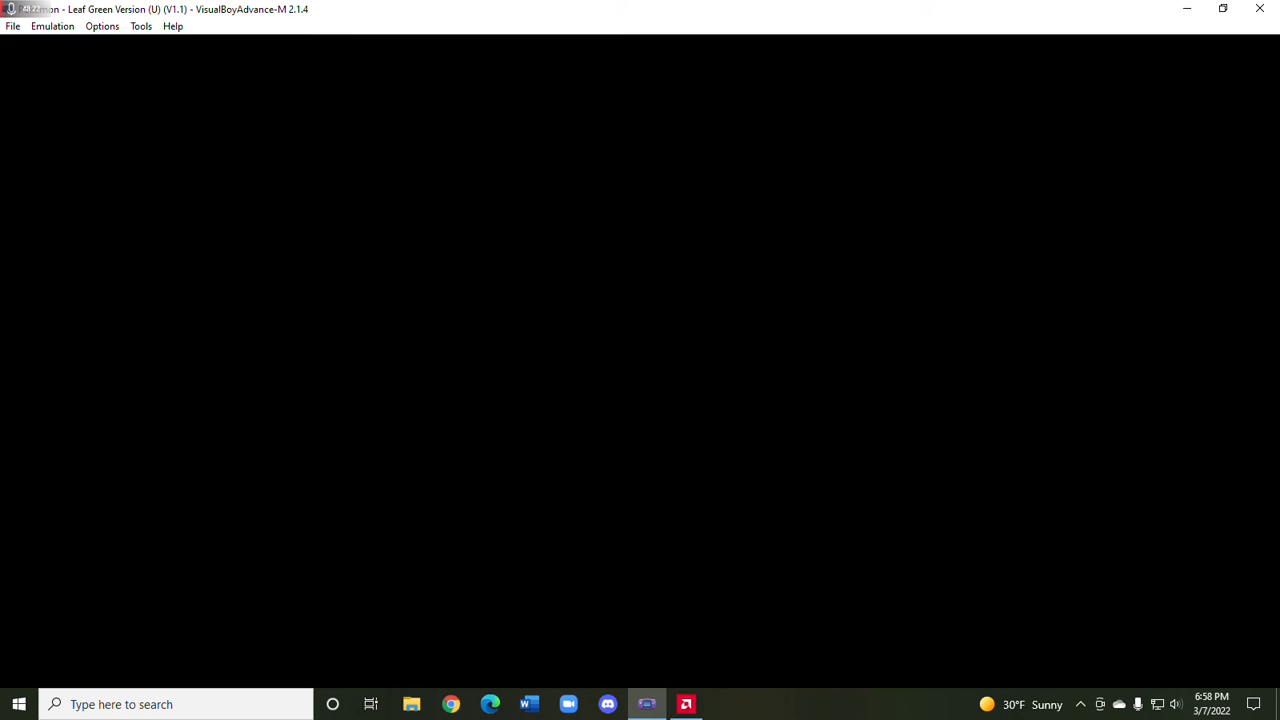 mon - Leaf Green Version (U) (V1.1) - VisualBoyAdvance-M 2.1.4
File Emulation Options Tools Help
Type here to search
30°F Sunny
6:58 PM
3/7/2022